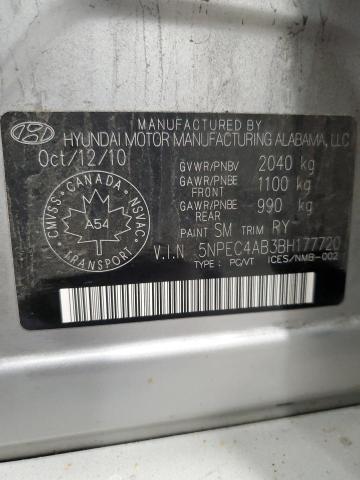 MANUFACTURED BY
HYUNDAI MOTOR MANUFACTURING ALABAMA, LLC
Oct/12/10
GVWR/PNBV 2040 kg
GAWR/PNBE FRONT 1100 kg
GAWR/PNBE REAR 990 kg
PAINT SM TRIM RY
V.I.N 5NPEC4AB3BH177720
TYPE: PC/VT ICES/NMB-002
CMVSS CANADA NSVAC
A54
TRANSPORT